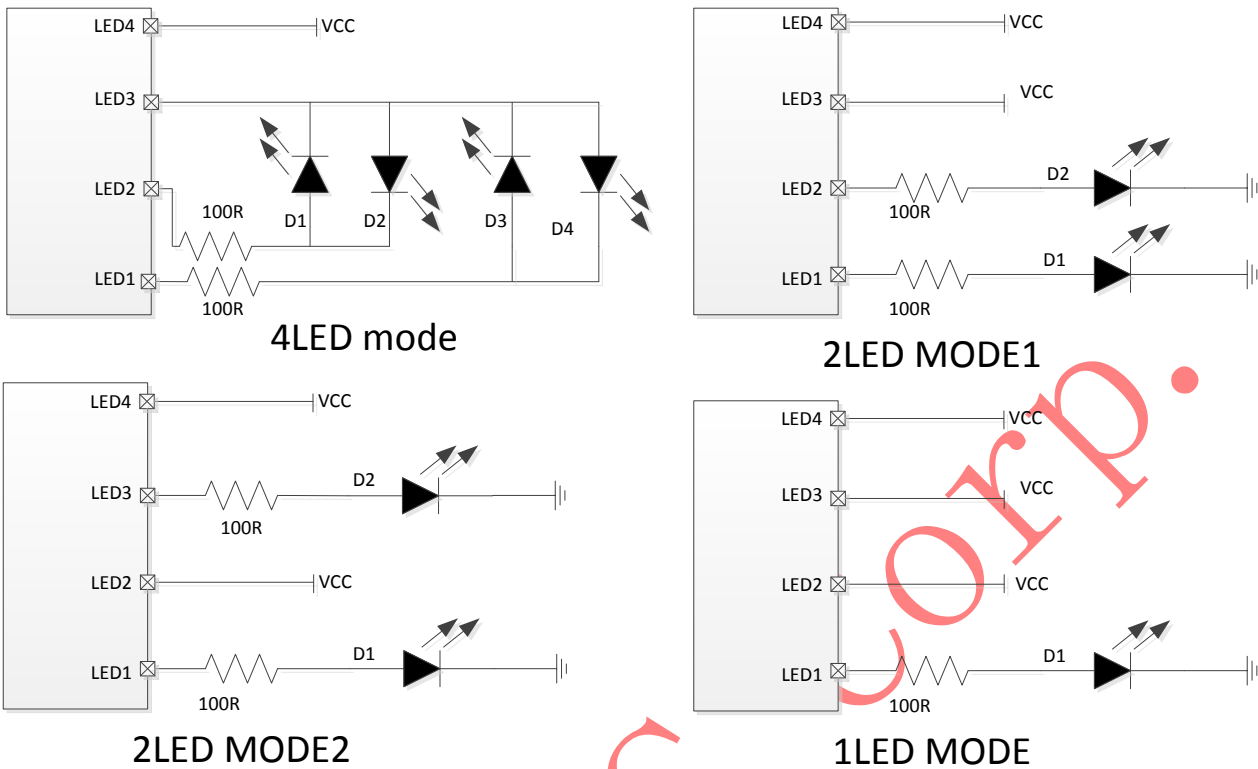 LED4
VCC
LED3
LED2
100R
D1
D2
D3
D4
LED1
100R
4LED mode
LED4
VCC
LED3
VCC
LED2
100R
D2
LED1
100R
D1
2LED MODE1
LED4
VCC
LED3
100R
D2
LED2
VCC
LED1
100R
D1
2LED MODE2
LED4
VCC
LED3
VCC
LED2
VCC
LED1
100R
D1
1LED MODE
corp.